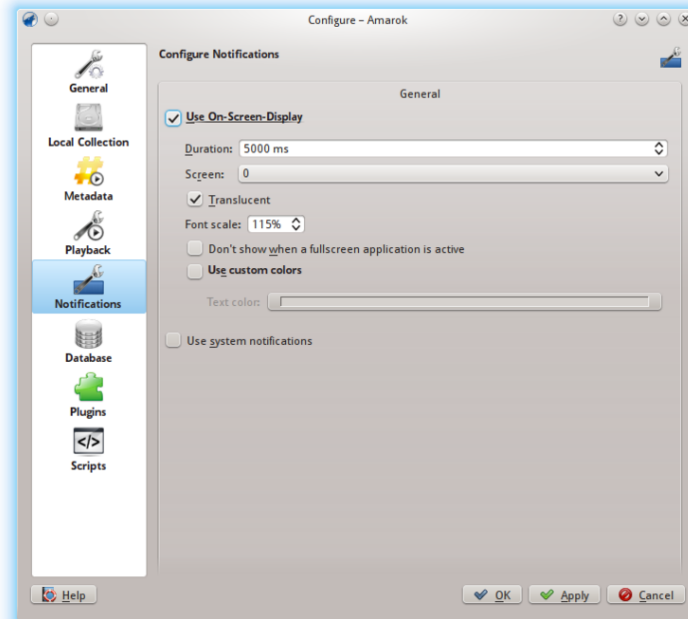 Configure – Amarok
General
Local Collection
Metadata
Playback
Notifications
Database
Plugins
Scripts
Configure Notifications
General
Use On-Screen-Display
Duration: 5000 ms
Screen: 0
Translucent
Font scale: 115%
Don't show when a fullscreen application is active
Use custom colors
Text color:
Use system notifications
Help
OK
Apply
Cancel